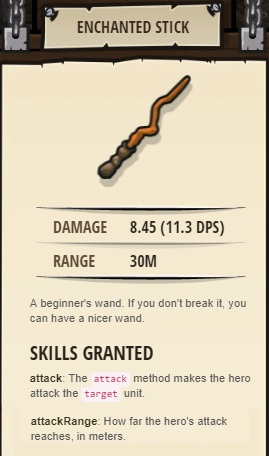 ENCHANTED STICK
DAMAGE 8.45 (11.3 DPS)
RANGE 30M
A beginner's wand. If you don't break it, you
can have a nicer wand.
SKILLS GRANTED
attack: The attack method makes the hero
attack the target unit.
attackRange: How far the hero's attack
reaches, in meters.